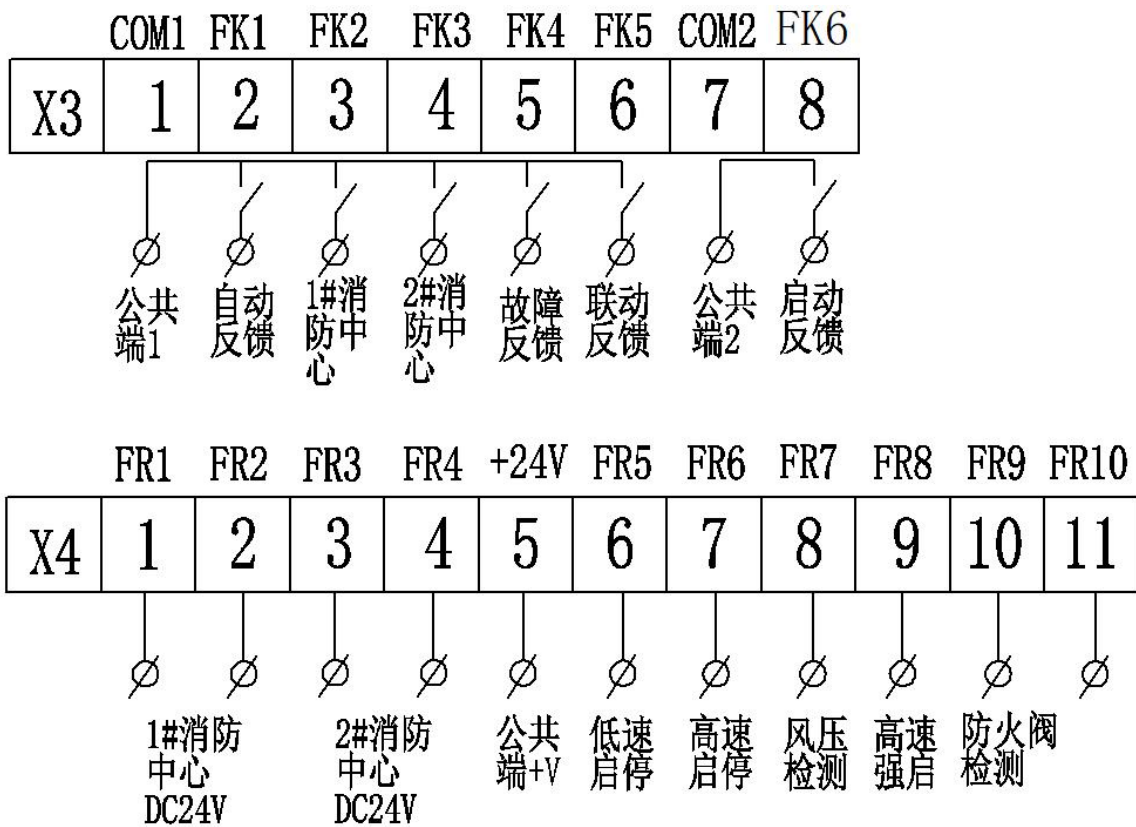 COM1 FK1 FK2 FK3 FK4 FK5 COM2 FK6
X3 1 2 3 4 5 6 7 8
公共
端1
自动
反馈
1#消
防中
心
2#消
防中
心
故障
反馈
联动
反馈
公共
端2
启动
反馈
FR1 FR2 FR3 FR4 +24V FR5 FR6 FR7 FR8 FR9 FR10
X4 1 2 3 4 5 6 7 8 9 10 11
1#消防
中心
DC24V
2#消防
中心
DC24V
公共
端+V
低速
启停
高速
启停
风压
检测
高速
强启
防火阀
检测